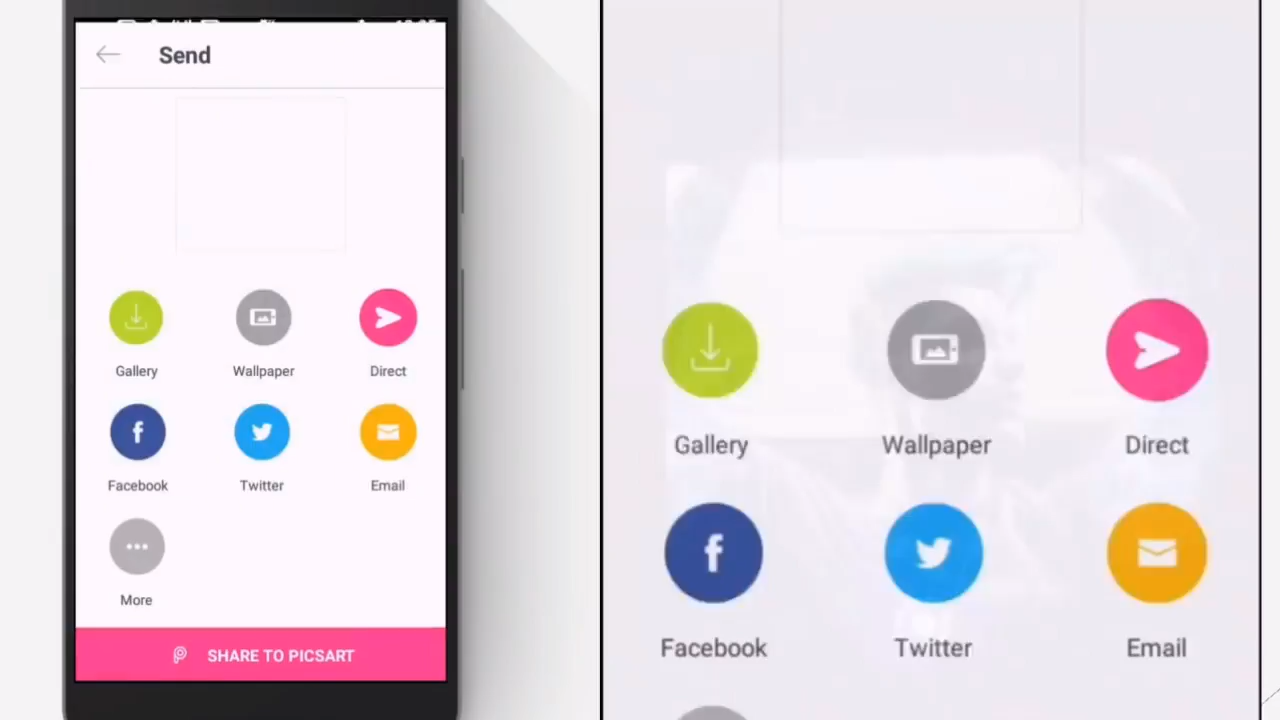 Send
Gallery Wallpaper Direct
Facebook Twitter Email
More
SHARE TO PICSART
Gallery Wallpaper Direct
Facebook Twitter Email